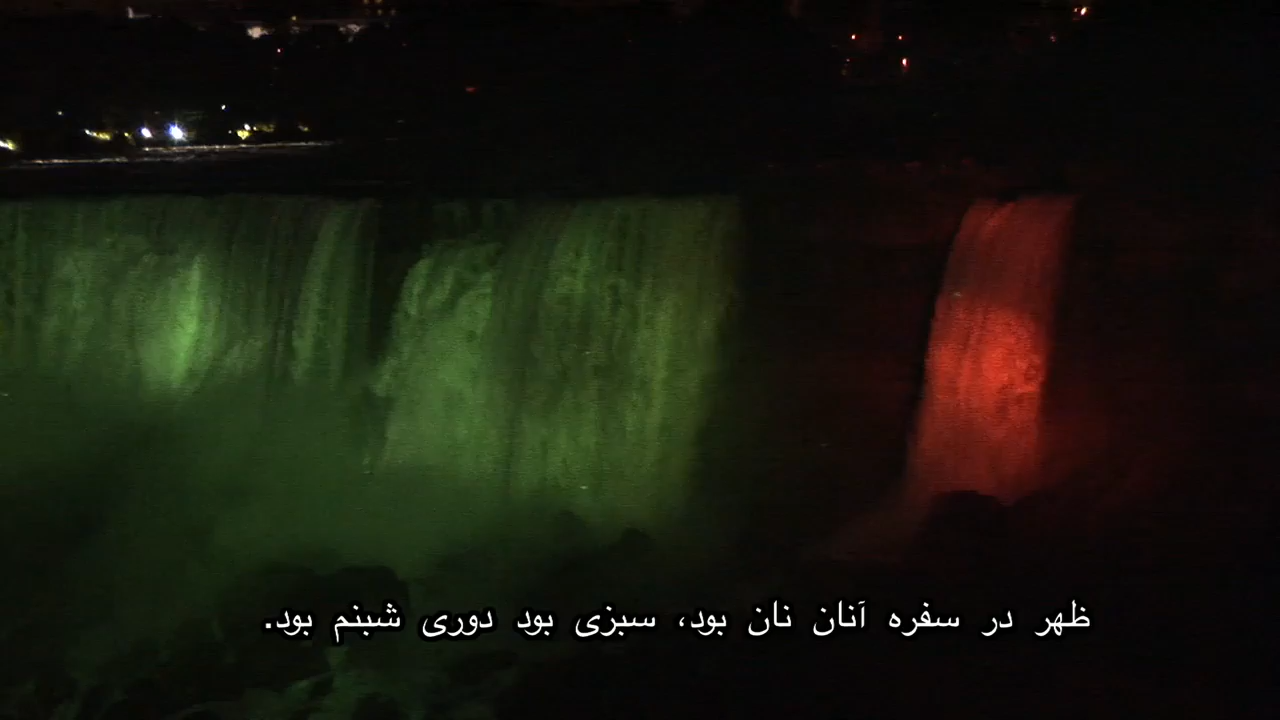 ظهر در سفره آنان نان بود، سبزی بود دوری شبنم بود.